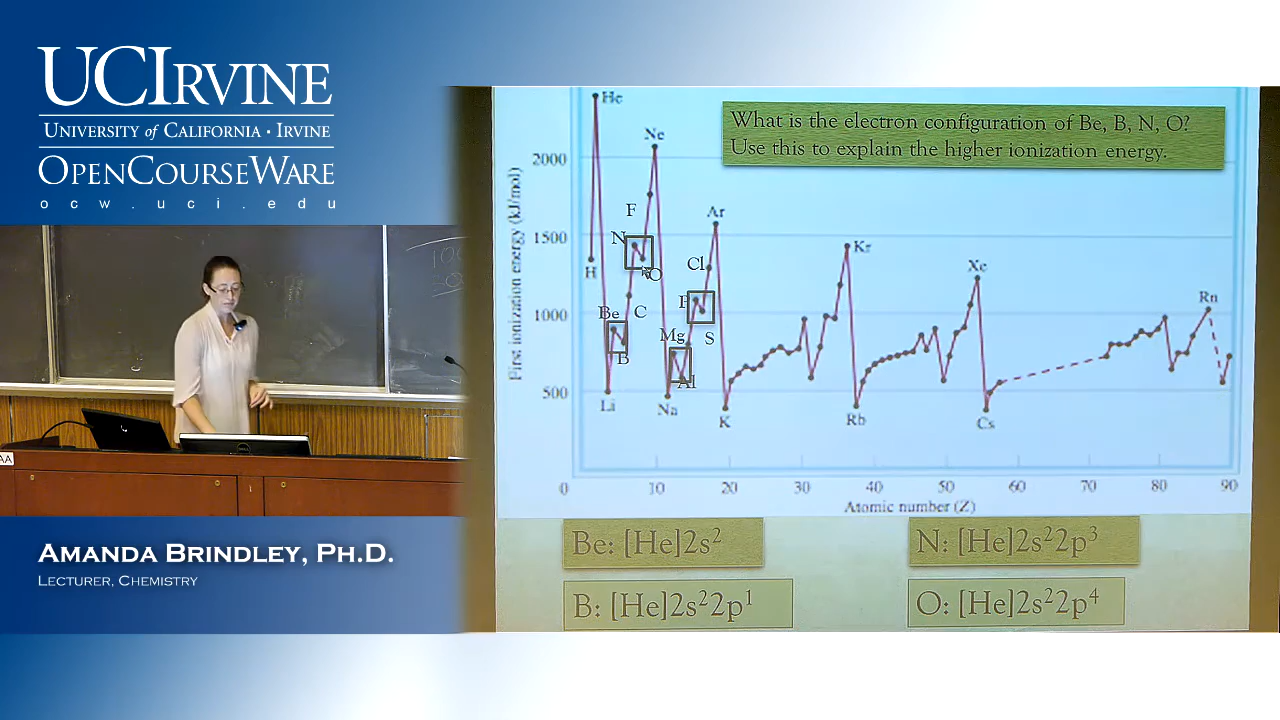 UCIRVINE
UNIVERSITY of CALIFORNIA · IRVINE
OPENCOURSEWARE
ocw.uci.edu
AMANDA BRINDLEY, PH.D.
LECTURER, CHEMISTRY
AA
What is the electron configuration of Be, B, N, O?
Use this to explain the higher ionization energy.
First ionization energy (kJ/mol)
2000
1500
1000
500
He
Ne
F
N
O
H
Be
C
B
Li
Ar
Cl
P
S
Mg
Al
Na
K
Kr
Rb
Xe
Cs
Rn
0 10 20 30 40 50 60 70 80 90
Atomic number (Z)
Be: [He]2s²
N: [He]2s²2p³
B: [He]2s²2p¹
O: [He]2s²2p⁴